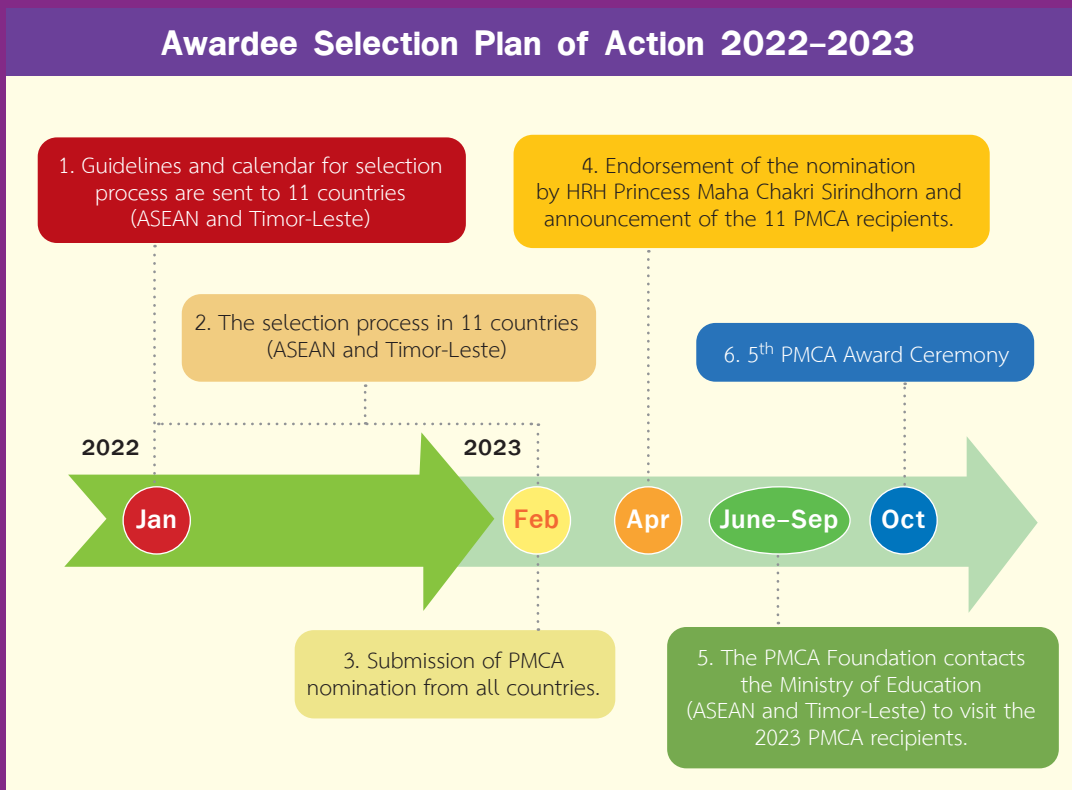 Awardee Selection Plan of Action 2022–2023
1. Guidelines and calendar for selection
process are sent to 11 countries
(ASEAN and Timor-Leste)
4. Endorsement of the nomination
by HRH Princess Maha Chakri Sirindhorn and
announcement of the 11 PMCA recipients.
2. The selection process in 11 countries
(ASEAN and Timor-Leste)
6. 5th PMCA Award Ceremony
2022
2023
Jan
Feb
Apr
June–Sep
Oct
3. Submission of PMCA
nomination from all countries.
5. The PMCA Foundation contacts
the Ministry of Education
(ASEAN and Timor-Leste) to visit the
2023 PMCA recipients.